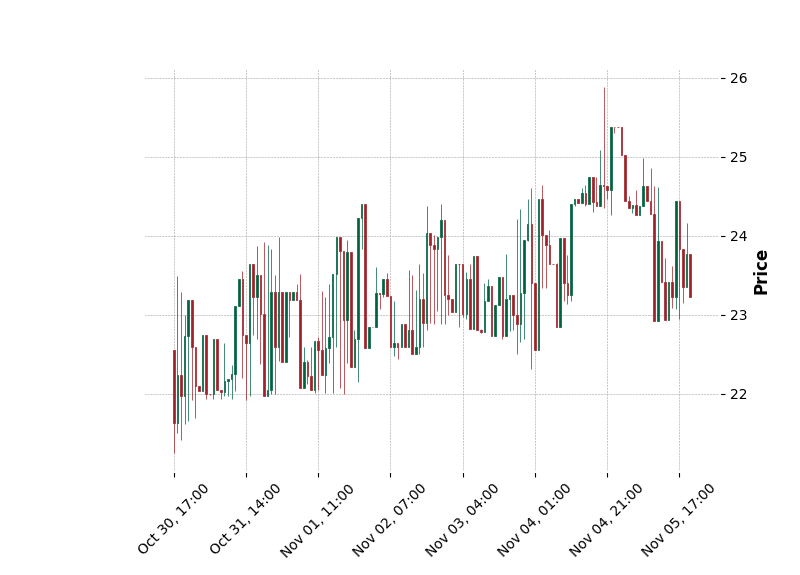 26
25
24
23
22
Price
Oct 30, 17:00
Oct 31, 14:00
Nov 01, 11:00
Nov 02, 07:00
Nov 03, 04:00
Nov 04, 01:00
Nov 04, 21:00
Nov 05, 17:00